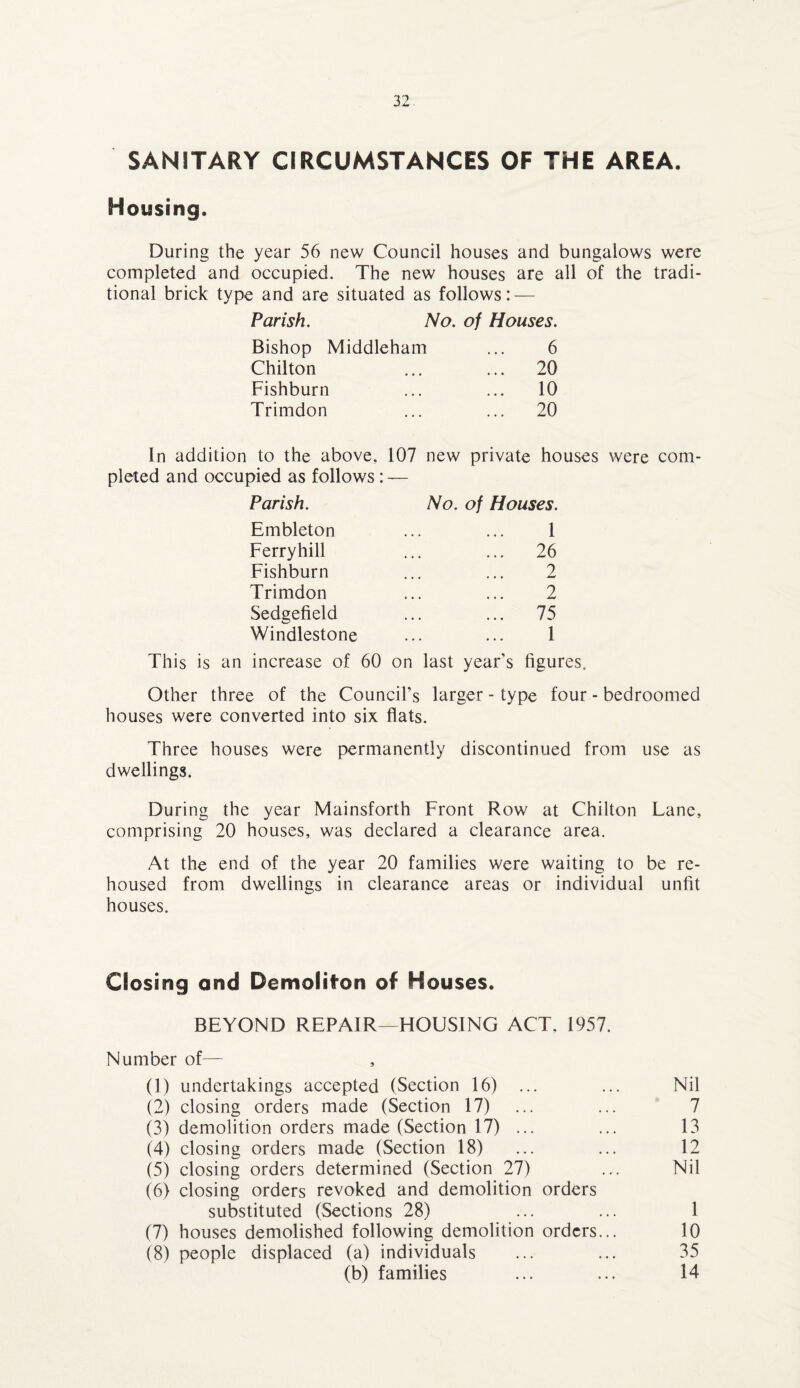 32
SANITARY CIRCUMSTANCES OF THE AREA.
Housing.
During the year 56 new Council houses and bungalows were
completed and occupied. The new houses are all of the tradi-
tional brick type and are situated as follows: —
Parish. No. of Houses.
Bishop Middleham ... 6
Chilton ... ... 20
Fishburn ... ... 10
Trimdon ... ... 20
In addition to the above, 107 new private houses were com-
pleted and occupied as follows: —
Parish. No. of Houses.
Embleton ... ... 1
Ferryhill ... ... 26
Fishburn ... ... 2
Trimdon ... ... 2
Sedgefield ... ... 75
Windlestone ... ... 1
This is an increase of 60 on last year's figures.
Other three of the Council's larger - type four - bedroomed
houses were converted into six flats.
Three houses were permanently discontinued from use as
dwellings.
During the year Mainsforth Front Row at Chilton Lane,
comprising 20 houses, was declared a clearance area.
At the end of the year 20 families were waiting to be re-
housed from dwellings in clearance areas or individual unfit
houses.
Closing and Demoliton of Houses.
BEYOND REPAIR—HOUSING ACT, 1957.
Number of— ,
(1) undertakings accepted (Section 16) ... ... Nil
(2) closing orders made (Section 17) ... ... 7
(3) demolition orders made (Section 17) ... ... 13
(4) closing orders made (Section 18) ... ... 12
(5) closing orders determined (Section 27) ... Nil
(6) closing orders revoked and demolition orders
substituted (Sections 28) ... ... 1
(7) houses demolished following demolition orders... 10
(8) people displaced (a) individuals ... ... 35
(b) families ... ... 14